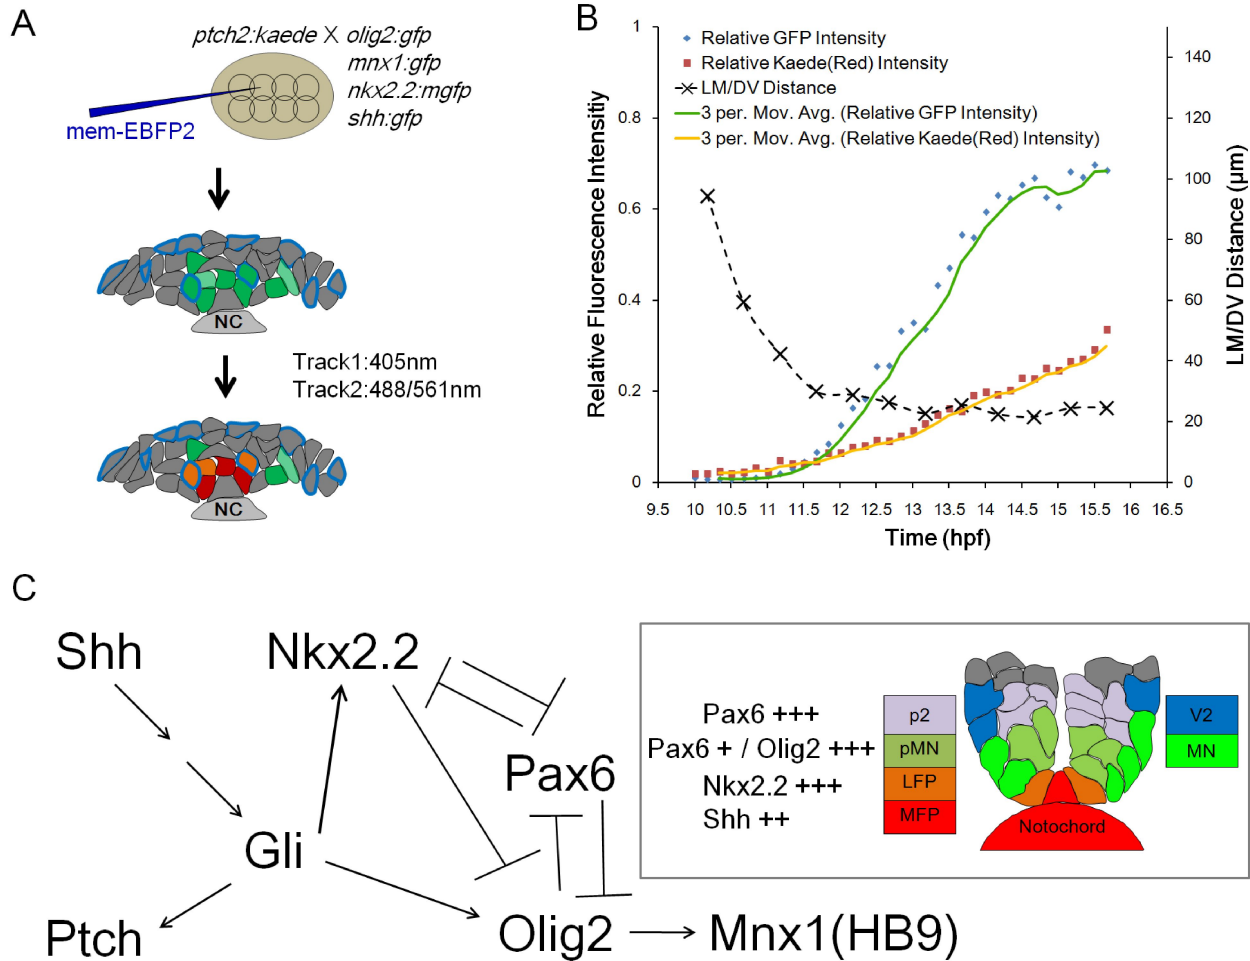 A
ptch2:kaede X olig2:gfp
mnx1:gfp
nkx2.2:mgfp
shh:gfp
mem-EBFP2
NC
Track1:405nm
Track2:488/561nm
NC
B
Relative GFP Intensity
Relative Kaede(Red) Intensity
LM/DV Distance
3 per. Mov. Avg. (Relative GFP Intensity)
3 per. Mov. Avg. (Relative Kaede(Red) Intensity)
Relative Fluorescence Intensitiy
1
0.8
0.6
0.4
0.2
0
140
120
100
80
60
40
20
0
LM/DV Distance (µm)
9.5 10 10.5 11 11.5 12 12.5 13 13.5 14 14.5 15 15.5 16 16.5
Time (hpf)
C
Shh
Nkx2.2
Pax6
Gli
Ptch
Olig2
Mnx1(HB9)
Pax6 +++
Pax6 + / Olig2 +++
Nkx2.2 +++
Shh ++
p2
pMN
LFP
MFP
Notochord
V2
MN